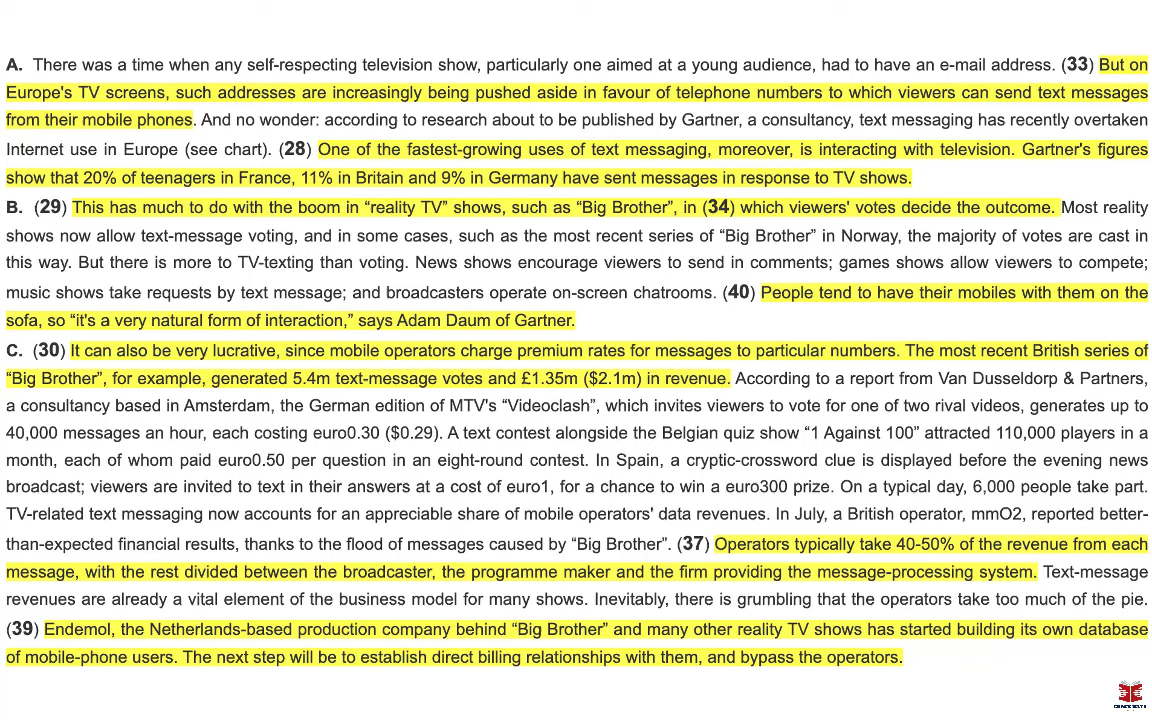 A. There was a time when any self-respecting television show, particularly one aimed at a young audience, had to have an e-mail address. (33) But on
Europe's TV screens, such addresses are increasingly being pushed aside in favour of telephone numbers to which viewers can send text messages
from their mobile phones. And no wonder: according to research about to be published by Gartner, a consultancy, text messaging has recently overtaken
Internet use in Europe (see chart). (28) One of the fastest-growing uses of text messaging, moreover, is interacting with television. Gartner's figures
show that 20% of teenagers in France, 11% in Britain and 9% in Germany have sent messages in response to TV shows.
B. (29) This has much to do with the boom in “reality TV” shows, such as “Big Brother”, in (34) which viewers' votes decide the outcome. Most reality
shows now allow text-message voting, and in some cases, such as the most recent series of “Big Brother” in Norway, the majority of votes are cast in
this way. But there is more to TV-texting than voting. News shows encourage viewers to send in comments; games shows allow viewers to compete;
music shows take requests by text message; and broadcasters operate on-screen chatrooms. (40) People tend to have their mobiles with them on the
sofa, so “it's a very natural form of interaction,” says Adam Daum of Gartner.
C. (30) It can also be very lucrative, since mobile operators charge premium rates for messages to particular numbers. The most recent British series of
“Big Brother”, for example, generated 5.4m text-message votes and £1.35m ($2.1m) in revenue. According to a report from Van Dusseldorp & Partners,
a consultancy based in Amsterdam, the German edition of MTV's “Videoclash”, which invites viewers to vote for one of two rival videos, generates up to
40,000 messages an hour, each costing euro0.30 ($0.29). A text contest alongside the Belgian quiz show “1 Against 100” attracted 110,000 players in a
month, each of whom paid euro0.50 per question in an eight-round contest. In Spain, a cryptic-crossword clue is displayed before the evening news
broadcast; viewers are invited to text in their answers at a cost of euro1, for a chance to win a euro300 prize. On a typical day, 6,000 people take part.
TV-related text messaging now accounts for an appreciable share of mobile operators' data revenues. In July, a British operator, mmO2, reported better-
than-expected financial results, thanks to the flood of messages caused by “Big Brother”. (37) Operators typically take 40-50% of the revenue from each
message, with the rest divided between the broadcaster, the programme maker and the firm providing the message-processing system. Text-message
revenues are already a vital element of the business model for many shows. Inevitably, there is grumbling that the operators take too much of the pie.
(39) Endemol, the Netherlands-based production company behind “Big Brother” and many other reality TV shows has started building its own database
of mobile-phone users. The next step will be to establish direct billing relationships with them, and bypass the operators.